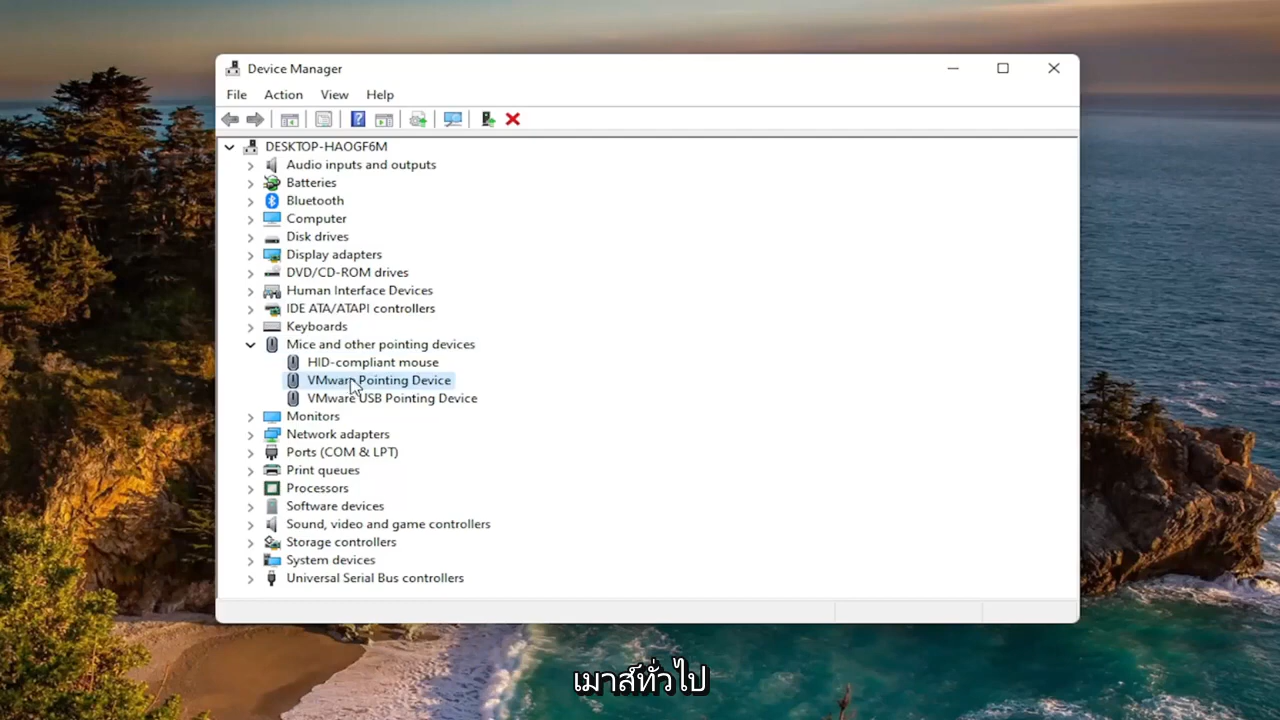 Device Manager
File Action View Help
DESKTOP-HAOGF6M
Audio inputs and outputs
Batteries
Bluetooth
Computer
Disk drives
Display adapters
DVD/CD-ROM drives
Human Interface Devices
IDE ATA/ATAPI controllers
Keyboards
Mice and other pointing devices
HID-compliant mouse
VMware Pointing Device
VMware USB Pointing Device
Monitors
Network adapters
Ports (COM & LPT)
Print queues
Processors
Software devices
Sound, video and game controllers
Storage controllers
System devices
Universal Serial Bus controllers
เมาส์ทั่วไป